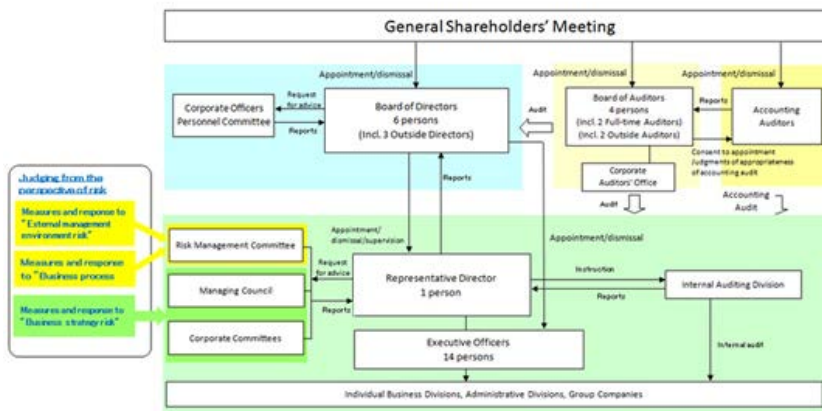 General Shareholders' Meeting
Appointment/dismissal
Appointment/dismissal
Appointment/dismissal
Corporate Officers
Personnel Committee
Request
for advice
Reports
Board of Directors
6 persons
(Incl. 3 Outside Directors)
Audit
Board of Auditors
4 persons
(Incl. 2 Full-time Auditors)
(Incl. 2 Outside Auditors)
Reports
Accounting
Auditors
Consent to appointment
Judgments of appropriateness
of accounting audit
Corporate
Auditors' Office
Audit
Accounting
Audit
Reports
Appointment/
dismissal/supervision
Appointment/dismissal
Judging from the
perspective of risk
Measures and response to
"External management
environment risk"
Measures and response
to "Business process
Measures and response to
"Business strategy risk"
Risk Management Committee
Managing Council
Corporate Committees
Request
for advice
Reports
Representative Director
1 person
Instruction
Reports
Internal Auditing Division
Executive Officers
14 persons
Internal audit
Individual Business Divisions, Administrative Divisions, Group Companies